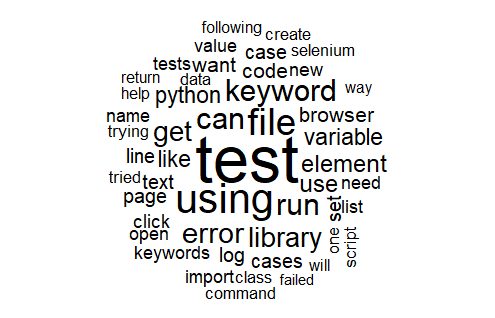 following
create
value
case
selenium
tests
want
code
new
return
data
help
python
keyword
way
name
can
file
browser
trying
get
variable
line
like
test
element
tried
text
use
need
page
using
run
set
list
click
open
error
library
one
script
keywords
log
cases
will
import
class
failed
command